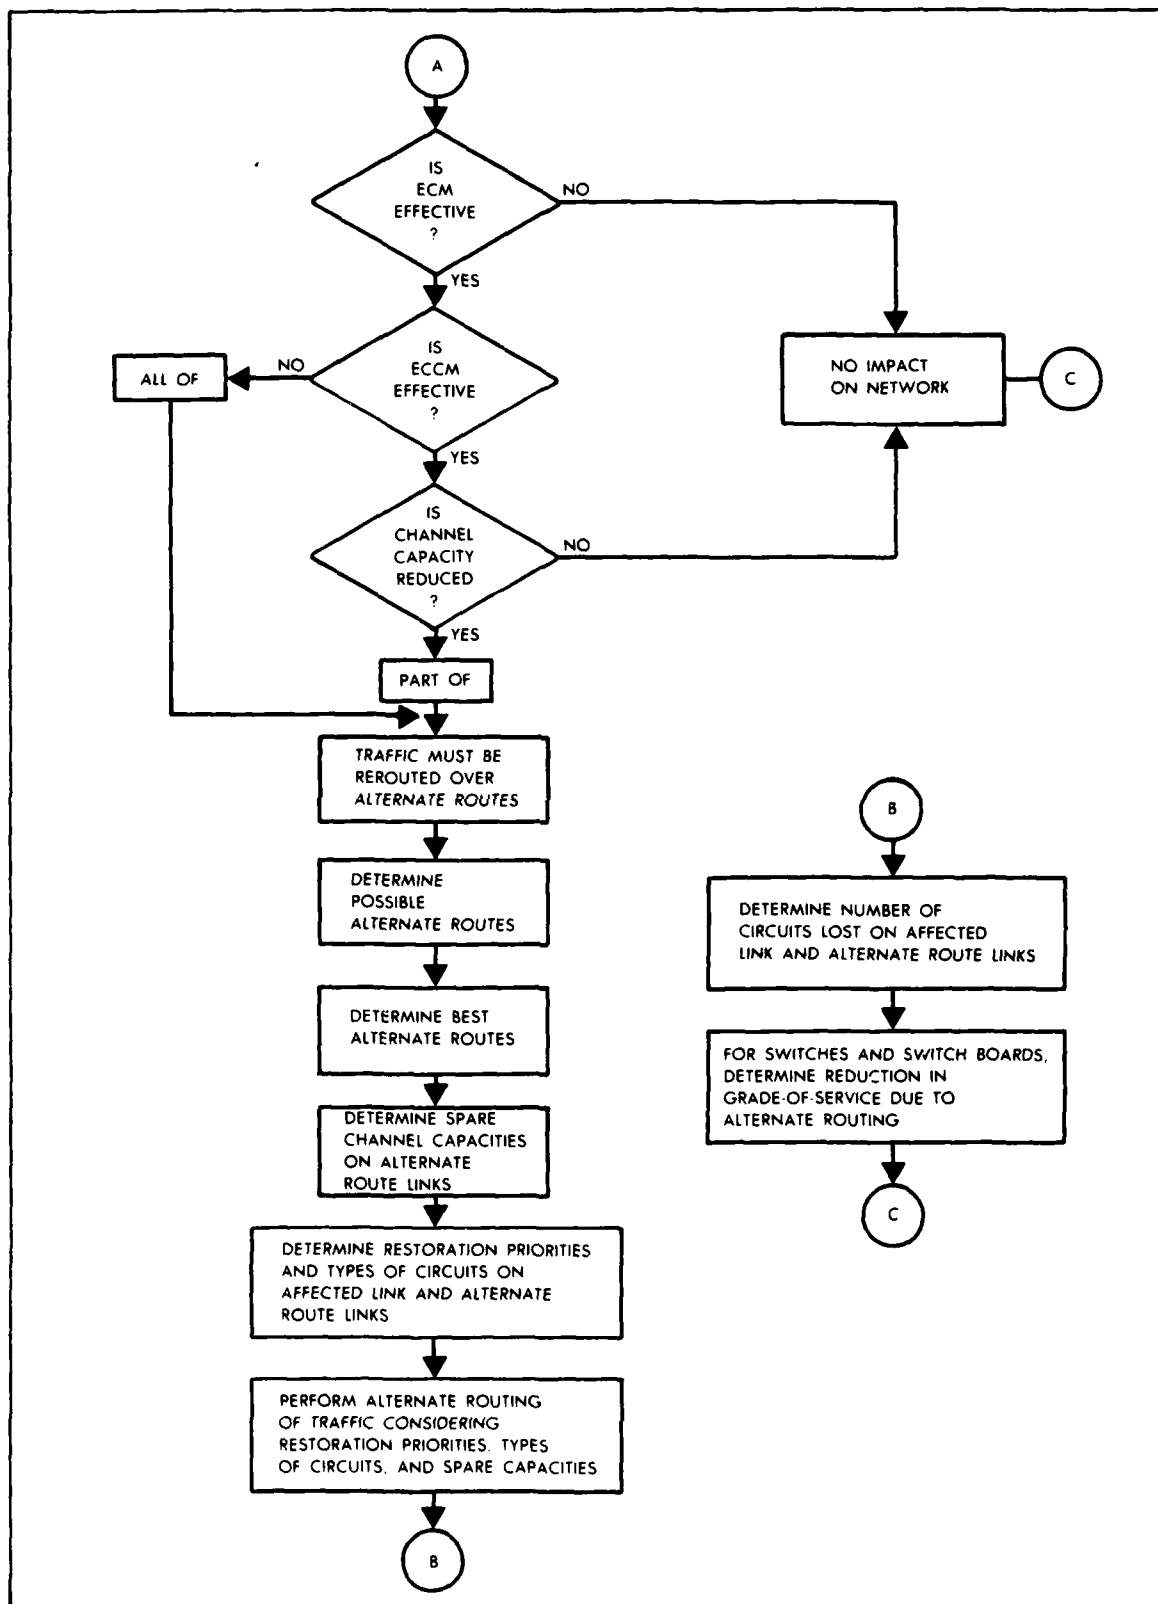 A
IS
ECM
EFFECTIVE
?
NO
YES
IS
ECCM
EFFECTIVE
?
NO
ALL OF
NO IMPACT
ON NETWORK
C
YES
IS
CHANNEL
CAPACITY
REDUCED
?
NO
YES
PART OF
TRAFFIC MUST BE
REROUTED OVER
ALTERNATE ROUTES
DETERMINE
POSSIBLE
ALTERNATE ROUTES
DETERMINE BEST
ALTERNATE ROUTES
DETERMINE SPARE
CHANNEL CAPACITIES
ON ALTERNATE
ROUTE LINKS
DETERMINE RESTORATION PRIORITIES
AND TYPES OF CIRCUITS ON
AFFECTED LINK AND ALTERNATE
ROUTE LINKS
PERFORM ALTERNATE ROUTING
OF TRAFFIC CONSIDERING
RESTORATION PRIORITIES, TYPES
OF CIRCUITS, AND SPARE CAPACITIES
B
B
DETERMINE NUMBER OF
CIRCUITS LOST ON AFFECTED
LINK AND ALTERNATE ROUTE LINKS
FOR SWITCHES AND SWITCH BOARDS,
DETERMINE REDUCTION IN
GRADE-OF-SERVICE DUE TO
ALTERNATE ROUTING
C